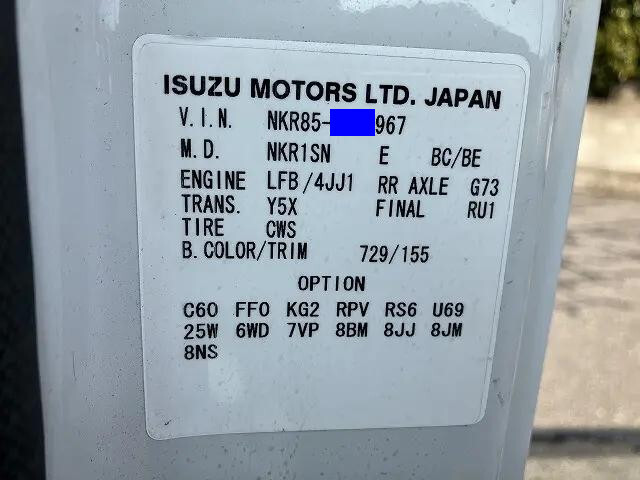 ISUZU MOTORS LTD. JAPAN
V.I.N. NKR85- 967
M.D. NKR1SN E BC/BE
ENGINE LFB/4JJ1 RR AXLE G73
TRANS. Y5X FINAL RU1
TIRE CWS
B.COLOR/TRIM 729/155
OPTION
C60 FF0 KG2 RPV RS6 U69
25W 6WD 7VP 8BM 8JJ 8JM
8NS